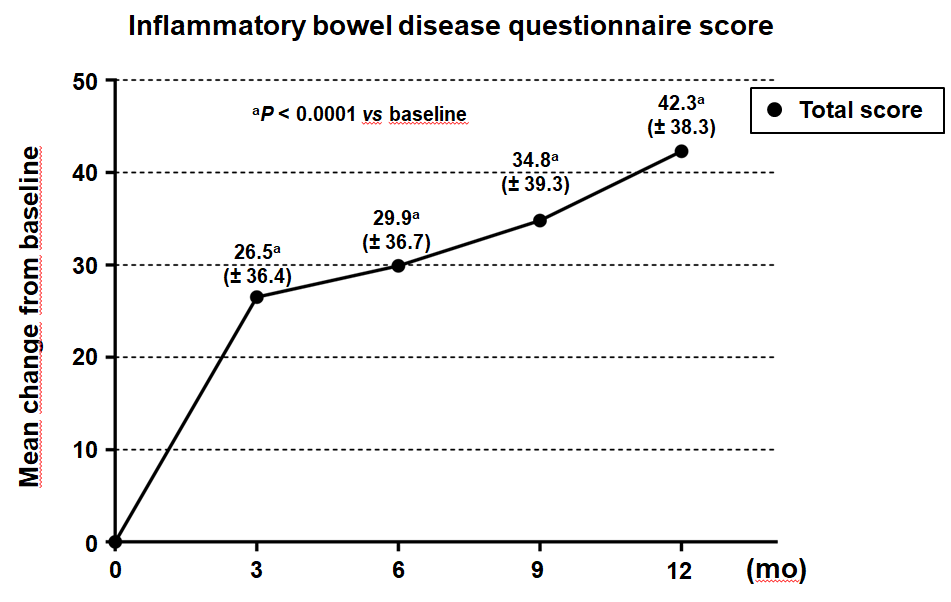 Inflammatory bowel disease questionnaire score
50
ᵃP < 0.0001 vs baseline
42.3ᵃ
(± 38.3)
Total score
Mean change from baseline
40
34.8ᵃ
(± 39.3)
29.9ᵃ
(± 36.7)
26.5ᵃ
(± 36.4)
30
20
10
0
0 3 6 9 12 (mo)